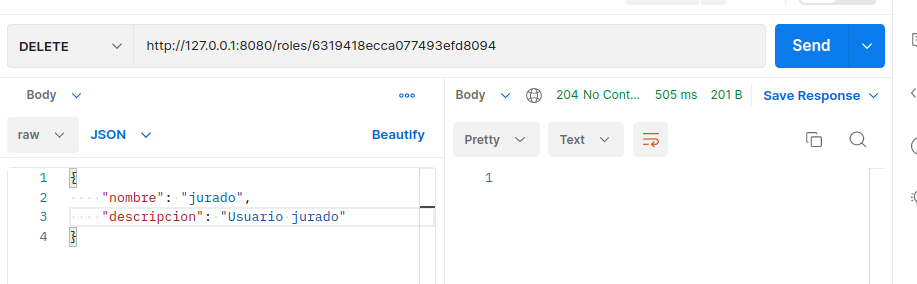 DELETE http://127.0.0.1:8080/roles/6319418ecca077493efd8094 Send
Body 
raw JSON Beautify
1 {
2 "nombre": "jurado",
3 "descripcion": "Usuario jurado"
4 }
Body 204 No Cont... 505 ms 201 B Save Response
Pretty Text
1